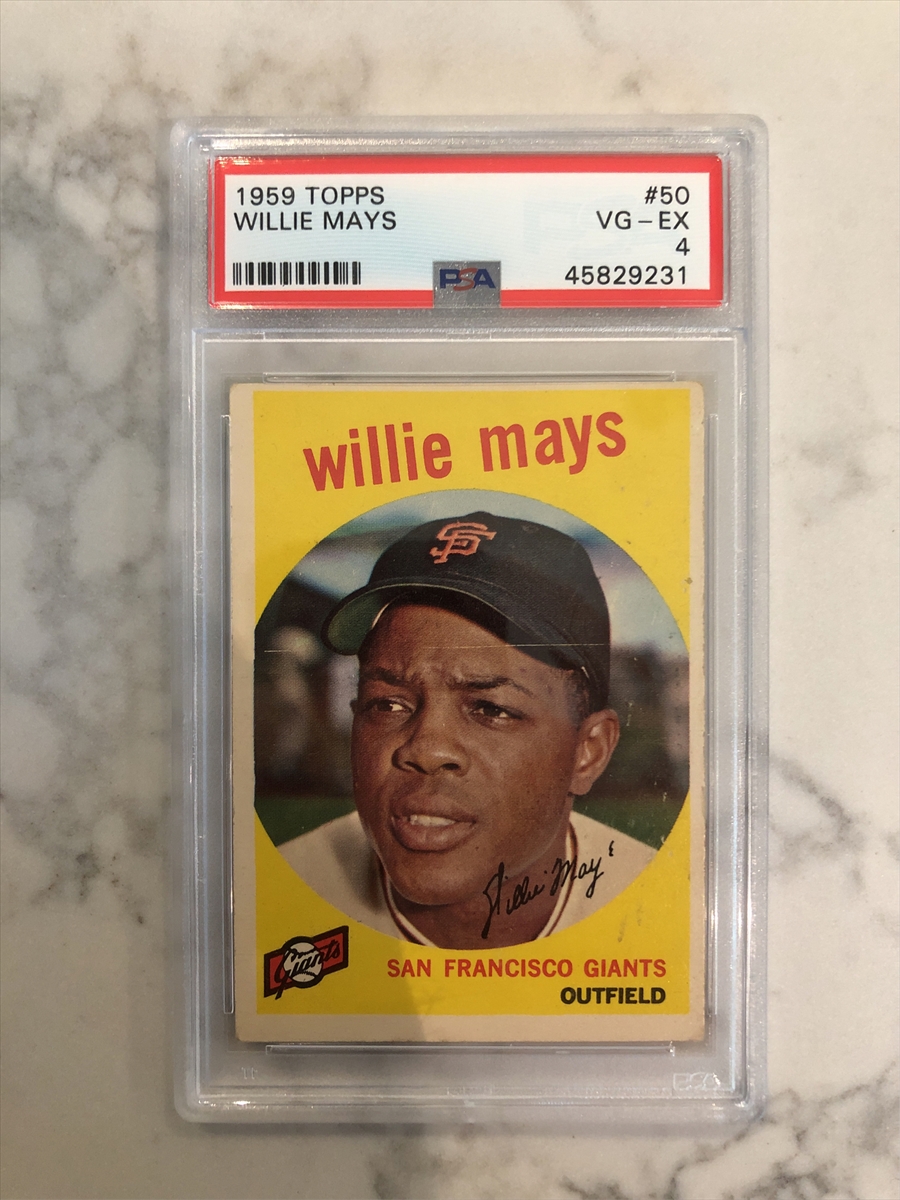 1959 TOPPS #50
WILLIE MAYS VG-EX
4
PSA 45829231
willie mays
SF
Willie Mays
Giants
SAN FRANCISCO GIANTS
OUTFIELD
PSA